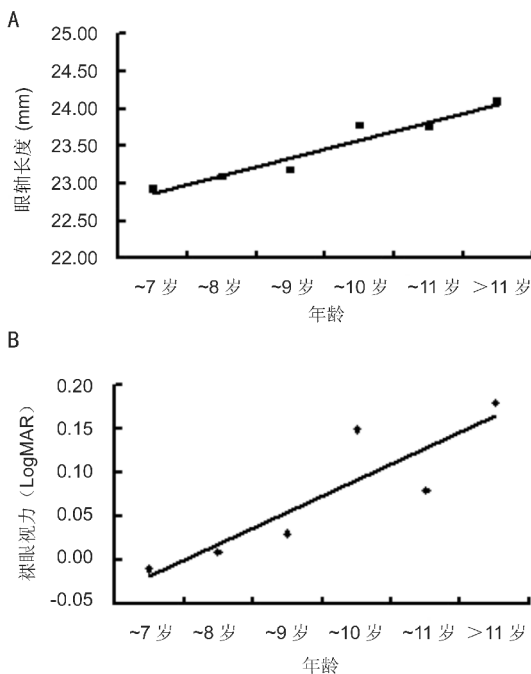 A
25.00
24.50
24.00
23.50
23.00
22.50
22.00
眼轴长度 (mm)
~7 岁 ~8 岁 ~9 岁 ~10 岁 ~11 岁 ＞11 岁
年龄
B
0.20
0.15
0.10
0.05
0.00
-0.05
裸眼视力（LogMAR）
~7 岁 ~8 岁 ~9 岁 ~10 岁 ~11 岁 ＞11 岁
年龄